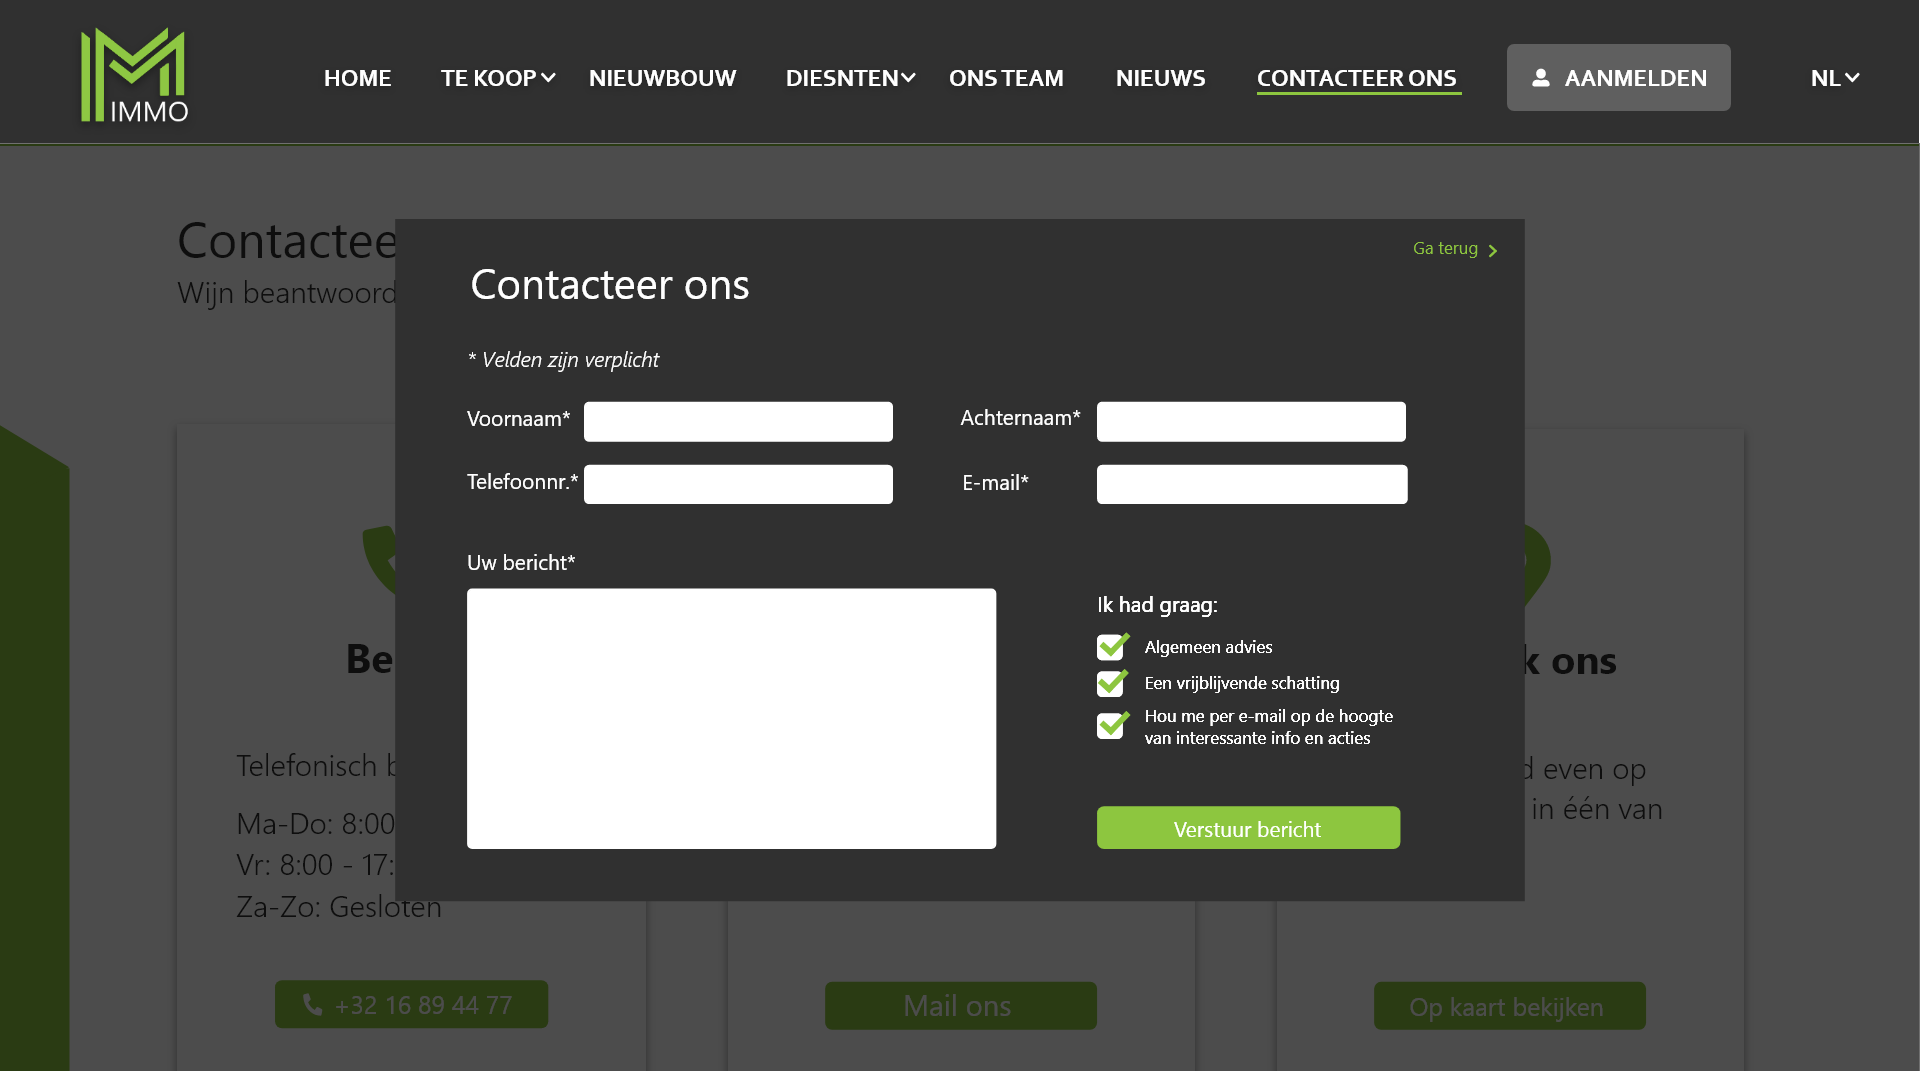 IMMO
HOME TE KOOP NIEUWBOUW DIESNTEN ONS TEAM NIEUWS CONTACTEER ONS AANMELDEN NL
Contactee
Wijn beantwoord
Ga terug
Contacteer ons
* Velden zijn verplicht
Voornaam* Achternaam*
Telefoonnr.* E-mail*
Uw bericht*
Ik had graag:
Algemeen advies
Een vrijblijvende schatting
Hou me per e-mail op de hoogte
van interessante info en acties
Verstuur bericht
Be
k ons
Telefonisch b
Ma-Do: 8:00
Vr: 8:00 - 17:
Za-Zo: Gesloten
d even op
in één van
+32 16 89 44 77
Mail ons
Op kaart bekijken